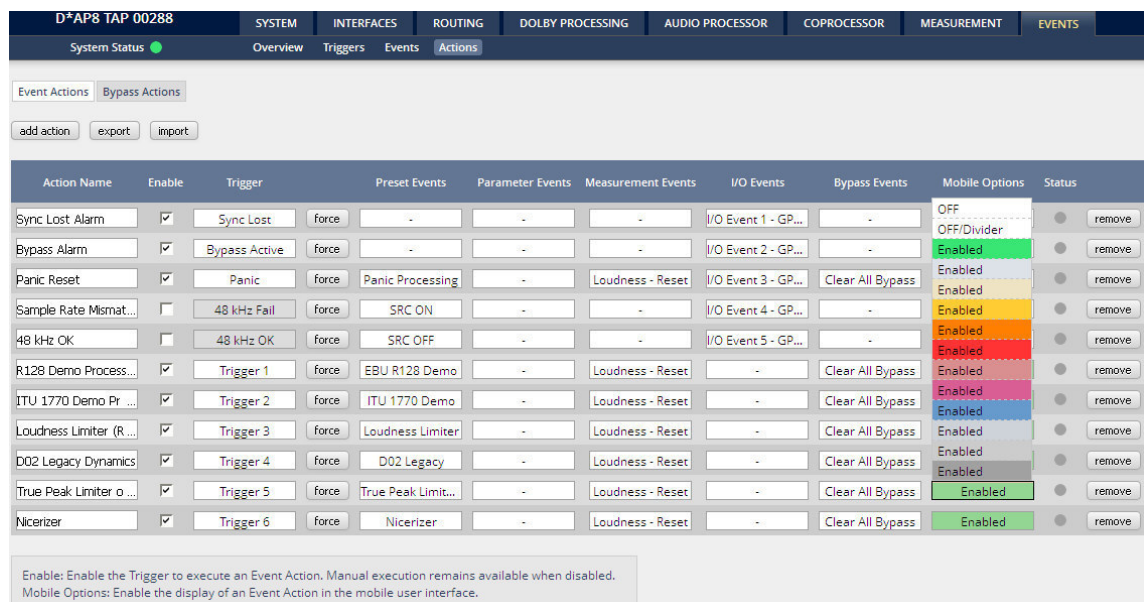 D*AP8 TAP 00288 SYSTEM INTERFACES ROUTING DOLBY PROCESSING AUDIO PROCESSOR COPROCESSOR MEASUREMENT EVENTS
System Status Overview Triggers Events Actions
Event Actions Bypass Actions
add action export import
Action Name Enable Trigger Preset Events Parameter Events Measurement Events I/O Events Bypass Events Mobile Options Status
Sync Lost Alarm Sync Lost force - - - I/O Event 1 - GP... - OFF remove
OFF/Divider
Bypass Alarm Bypass Active force - - - I/O Event 2 - GP... - Enabled remove
Panic Reset Panic force Panic Processing - Loudness - Reset I/O Event 3 - GP... Clear All Bypass Enabled remove
Enabled
Sample Rate Mismat... 48 kHz Fail force SRC ON - - I/O Event 4 - GP... - Enabled remove
Enabled
48 kHz OK 48 kHz OK force SRC OFF - - I/O Event 5 - GP... - Enabled remove
R128 Demo Process... Trigger 1 force EBU R128 Demo - Loudness - Reset - Clear All Bypass Enabled remove
Enabled
ITU 1770 Demo Pr ... Trigger 2 force ITU 1770 Demo - Loudness - Reset - Clear All Bypass Enabled remove
Loudness Limiter (R ... Trigger 3 force Loudness Limiter - Loudness - Reset - Clear All Bypass Enabled remove
D02 Legacy Dynamics Trigger 4 force D02 Legacy - Loudness - Reset - Clear All Bypass Enabled remove
Enabled
True Peak Limiter o ... Trigger 5 force True Peak Limit... - Loudness - Reset - Clear All Bypass Enabled remove
Nicerizer Trigger 6 force Nicerizer - Loudness - Reset - Clear All Bypass Enabled remove
Enable: Enable the Trigger to execute an Event Action. Manual execution remains available when disabled.
Mobile Options: Enable the display of an Event Action in the mobile user interface.